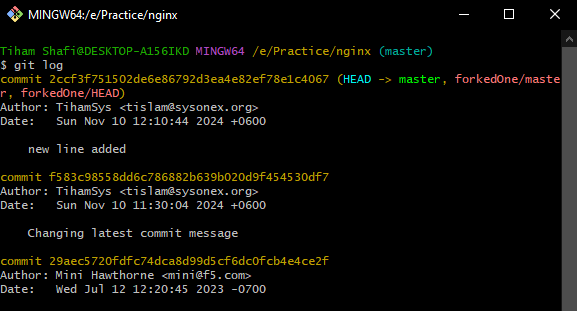 MINGW64:/e/Practice/nginx
Tiham Shafi@DESKTOP-A156IKD MINGW64 /e/Practice/nginx (master)
$ git log
commit 2ccf3f751502de6e86792d3ea4e82ef78e1c4067 (HEAD -> master, forkedOne/maste
r, forkedOne/HEAD)
Author: TihamSys <tislam@sysonex.org>
Date:   Sun Nov 10 12:10:44 2024 +0600
    new line added
commit f583c98558dd6c786882b639b020d9f454530df7
Author: TihamSys <tislam@sysonex.org>
Date:   Sun Nov 10 11:30:04 2024 +0600
    Changing latest commit message
commit 29aec5720fdfc74dca8d99d5cf6dc0fcb4e4ce2f
Author: Mini Hawthorne <mini@f5.com>
Date:   Wed Jul 12 12:20:45 2023 -0700